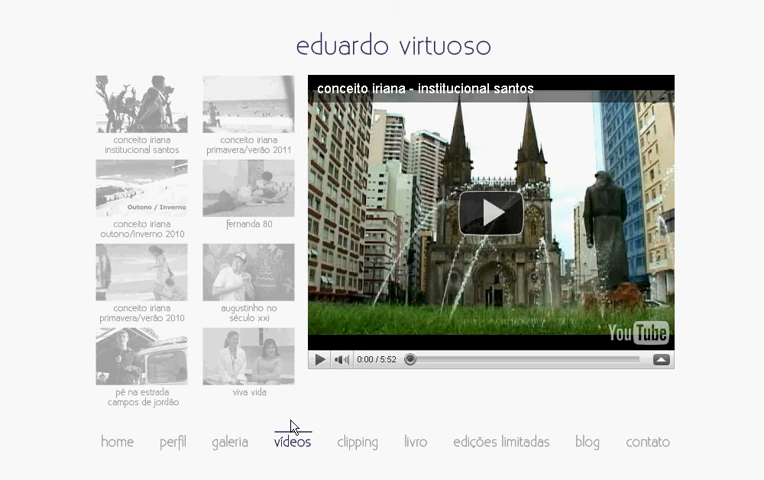 eduardo virtuoso
conceito iriana
institucional santos
conceito iriana
primavera/verão 2011
Outono / Inverno
conceito iriana
outono/inverno 2010
fernanda 80
conceito iriana
primavera/verão 2010
augustinho no
século xxi
pé na estrada
campos de jordão
viva vida
conceito iriana - institucional santos
YouTube
0:00 / 5:52
home perfil galeria vídeos clipping livro edições limitadas blog contato